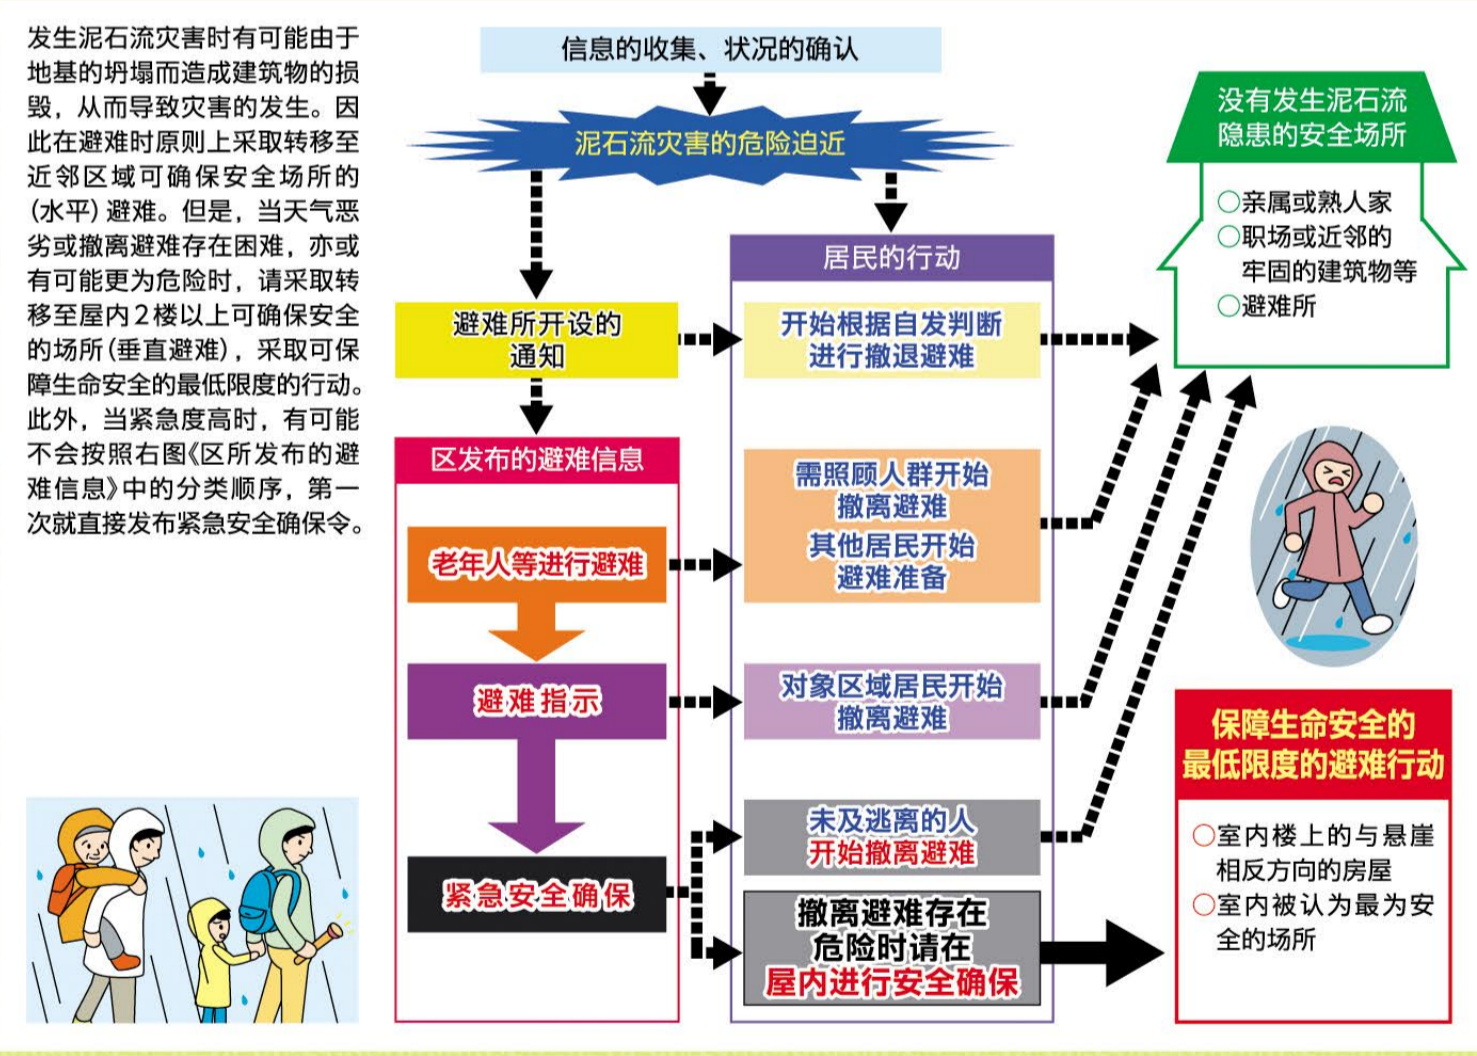 发生泥石流灾害时有可能由于
地基的坍塌而造成建筑物的损
毁，从而导致灾害的发生。因
此在避难时原则上采取转移至
近邻区域可确保安全场所的
(水平)避难。但是，当天气恶
劣或撤离避难存在困难，亦或
有可能更为危险时，请采取转
移至屋内2楼以上可确保安全
的场所(垂直避难)，采取可保
障生命安全的最低限度的行动。
此外，当紧急度高时，有可能
不会按照右图《区所发布的避
难信息》中的分类顺序，第一
次就直接发布紧急安全确保令。
信息的收集、状况的确认
泥石流灾害的危险迫近
避难所开设的
通知
区发布的避难信息
老年人等进行避难
避难指示
紧急安全确保
居民的行动
开始根据自发判断
进行撤退避难
需照顾人群开始
撤离避难
其他居民开始
避难准备
对象区域居民开始
撤离避难
未及逃离的人
开始撤离避难
撤离避难存在
危险时请在
屋内进行安全确保
没有发生泥石流
隐患的安全场所
○亲属或熟人家
○职场或近邻的
牢固的建筑物等
○避难所
保障生命安全的
最低限度的避难行动
○室内楼上的与悬崖
相反方向的房屋
○室内被认为最为安
全的场所